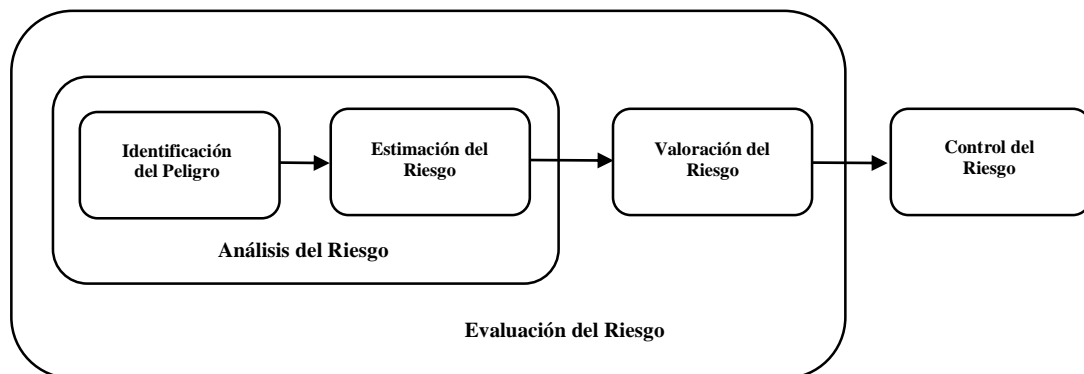 Identificación
del Peligro
Estimación del
Riesgo
Valoración del
Riesgo
Control del
Riesgo
Análisis del Riesgo
Evaluación del Riesgo